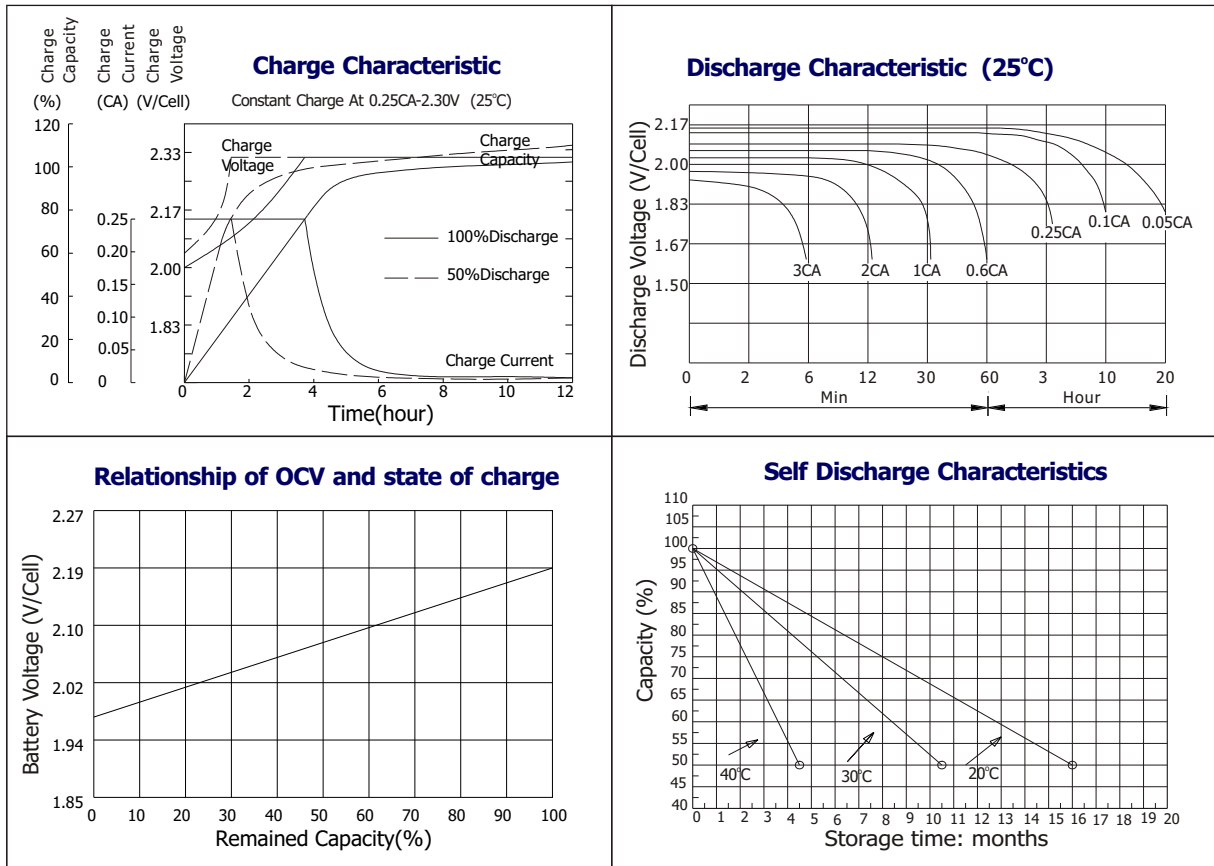 Charge Capacity
Charge Current
Charge Voltage
(%) (CA) (V/Cell)
Charge Characteristic
Constant Charge At 0.25CA-2.30V (25°C)
120
100
80
60
40
20
0
0.25
0.20
0.15
0.10
0.05
0
2.33
2.17
2.00
1.83
Charge Voltage
Charge Capacity
100%Discharge
50%Discharge
Charge Current
0 2 4 6 8 10 12
Time(hour)
Discharge Characteristic (25°C)
Discharge Voltage (V/Cell)
2.17
2.00
1.83
1.67
1.50
3CA 2CA 1CA 0.6CA 0.25CA 0.1CA 0.05CA
0 2 6 12 30 60 3 10 20
Min Hour
Relationship of OCV and state of charge
Battery Voltage (V/Cell)
2.27
2.19
2.10
2.02
1.94
1.85
0 10 20 30 40 50 60 70 80 90 100
Remained Capacity(%)
Self Discharge Characteristics
Capacity (%)
110
105
100
95
90
85
80
75
70
65
60
55
50
45
40
40°C 30°C 20°C
0 1 2 3 4 5 6 7 8 9 10 11 12 13 14 15 16 17 18 19 20
Storage time: months